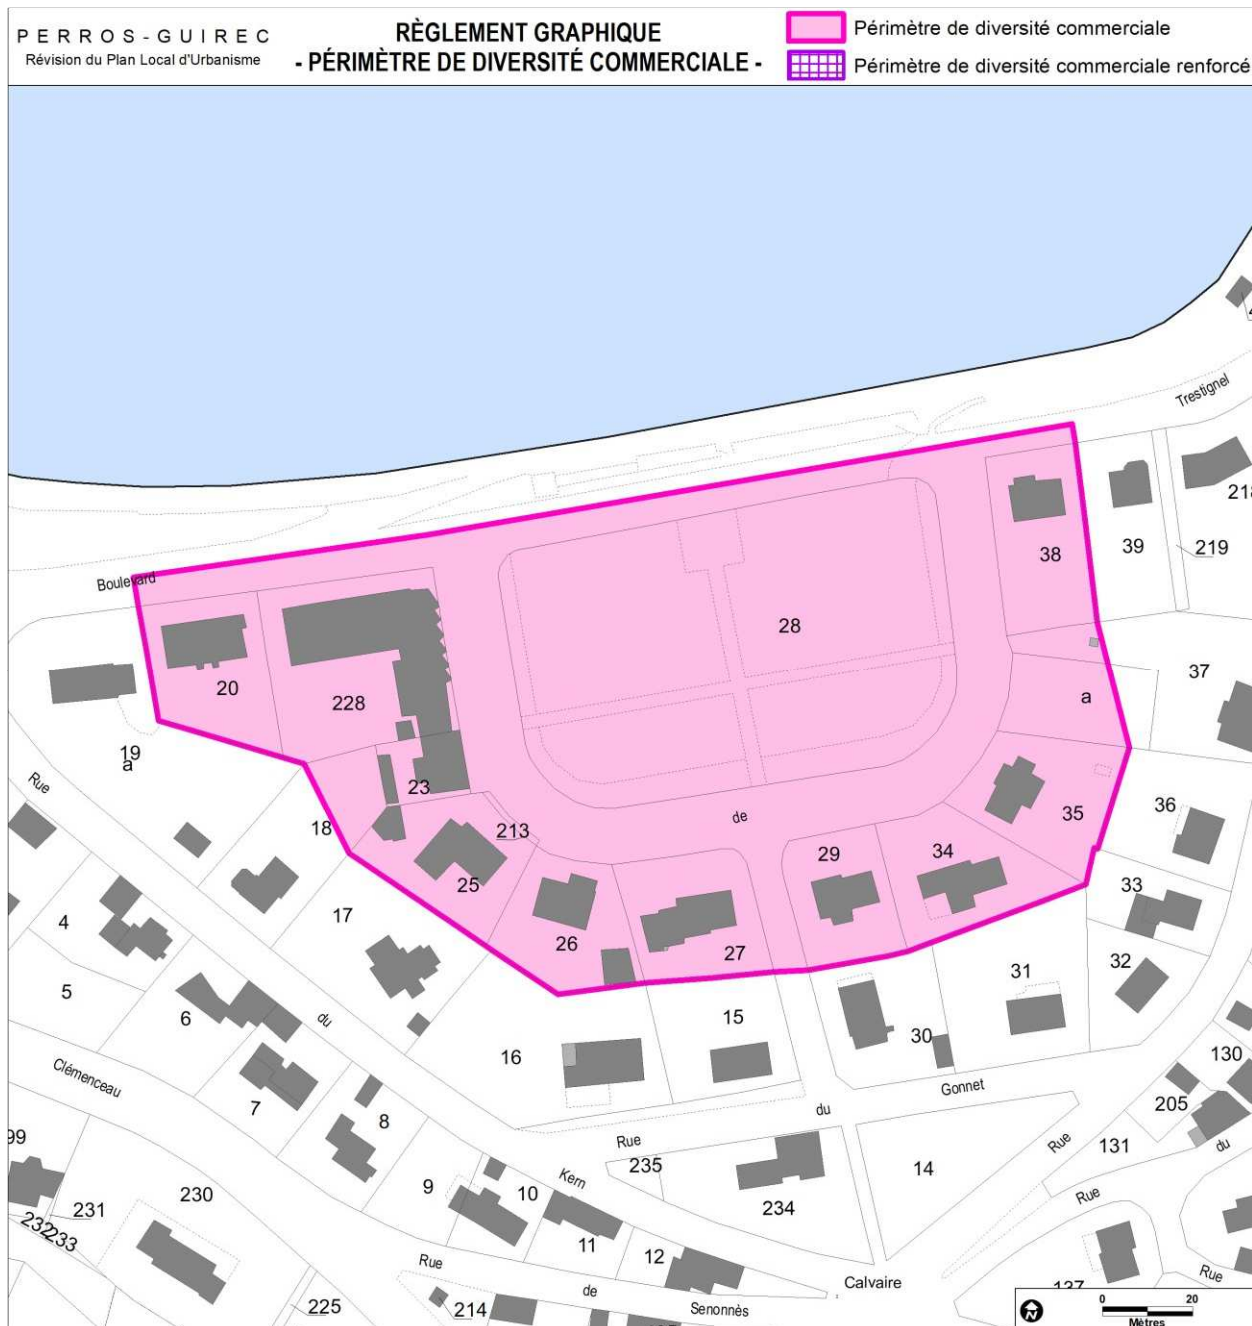 PERROS-GUIREC
Révision du Plan Local d'Urbanisme
RÈGLEMENT GRAPHIQUE
- PÉRIMÈTRE DE DIVERSITÉ COMMERCIALE -
Périmètre de diversité commerciale
Périmètre de diversité commerciale renforcé
Trestignel
218
39
219
38
Boulevard
28
37
20
228
a
19
a
Rue
23
18
213
de
36
35
29
34
25
33
17
26
27
4
32
31
5
6
du
15
16
30
130
Clémenceau
Gonnet
205
7
8
du
Rue
Rue
131
du
99
235
14
9
Kern
Rue
230
10
231
234
232
233
11
12
Rue
Rue
Calvaire
137
225
214
de
Senonnès
N
0
20
Mètres